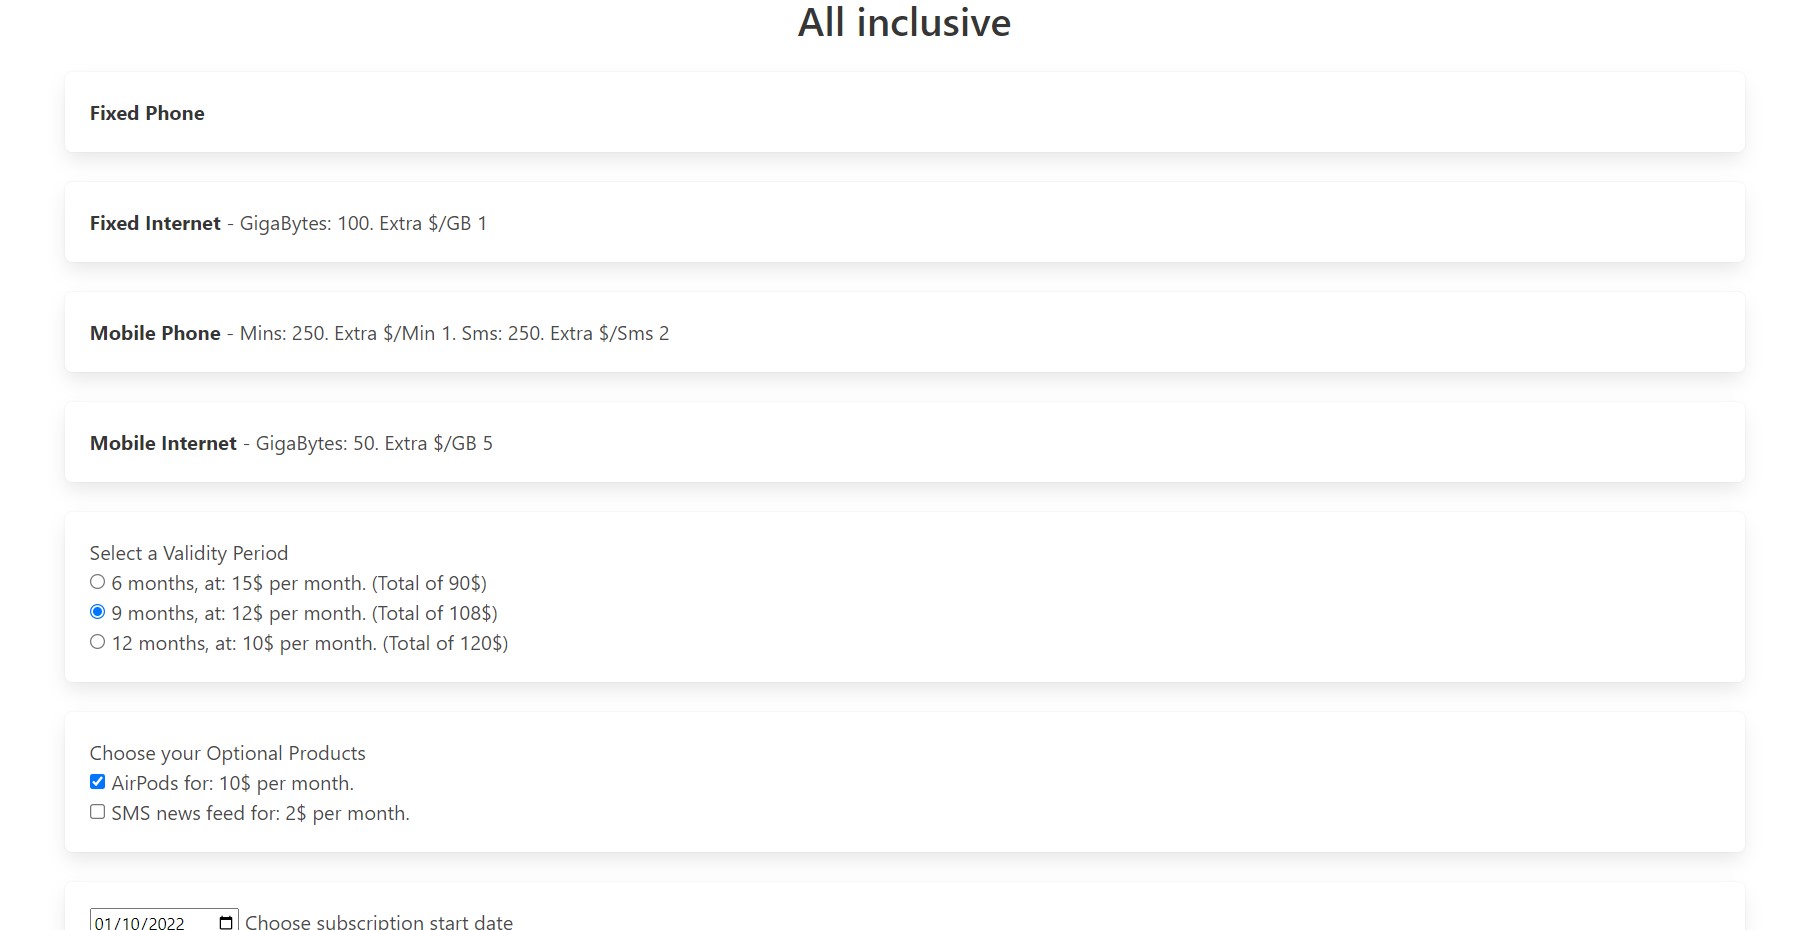 All inclusive
Fixed Phone
Fixed Internet - GigaBytes: 100. Extra $/GB 1
Mobile Phone - Mins: 250. Extra $/Min 1. Sms: 250. Extra $/Sms 2
Mobile Internet - GigaBytes: 50. Extra $/GB 5
Select a Validity Period
6 months, at: 15$ per month. (Total of 90$)
9 months, at: 12$ per month. (Total of 108$)
12 months, at: 10$ per month. (Total of 120$)
Choose your Optional Products
AirPods for: 10$ per month.
SMS news feed for: 2$ per month.
01/10/2022 Choose subscription start date